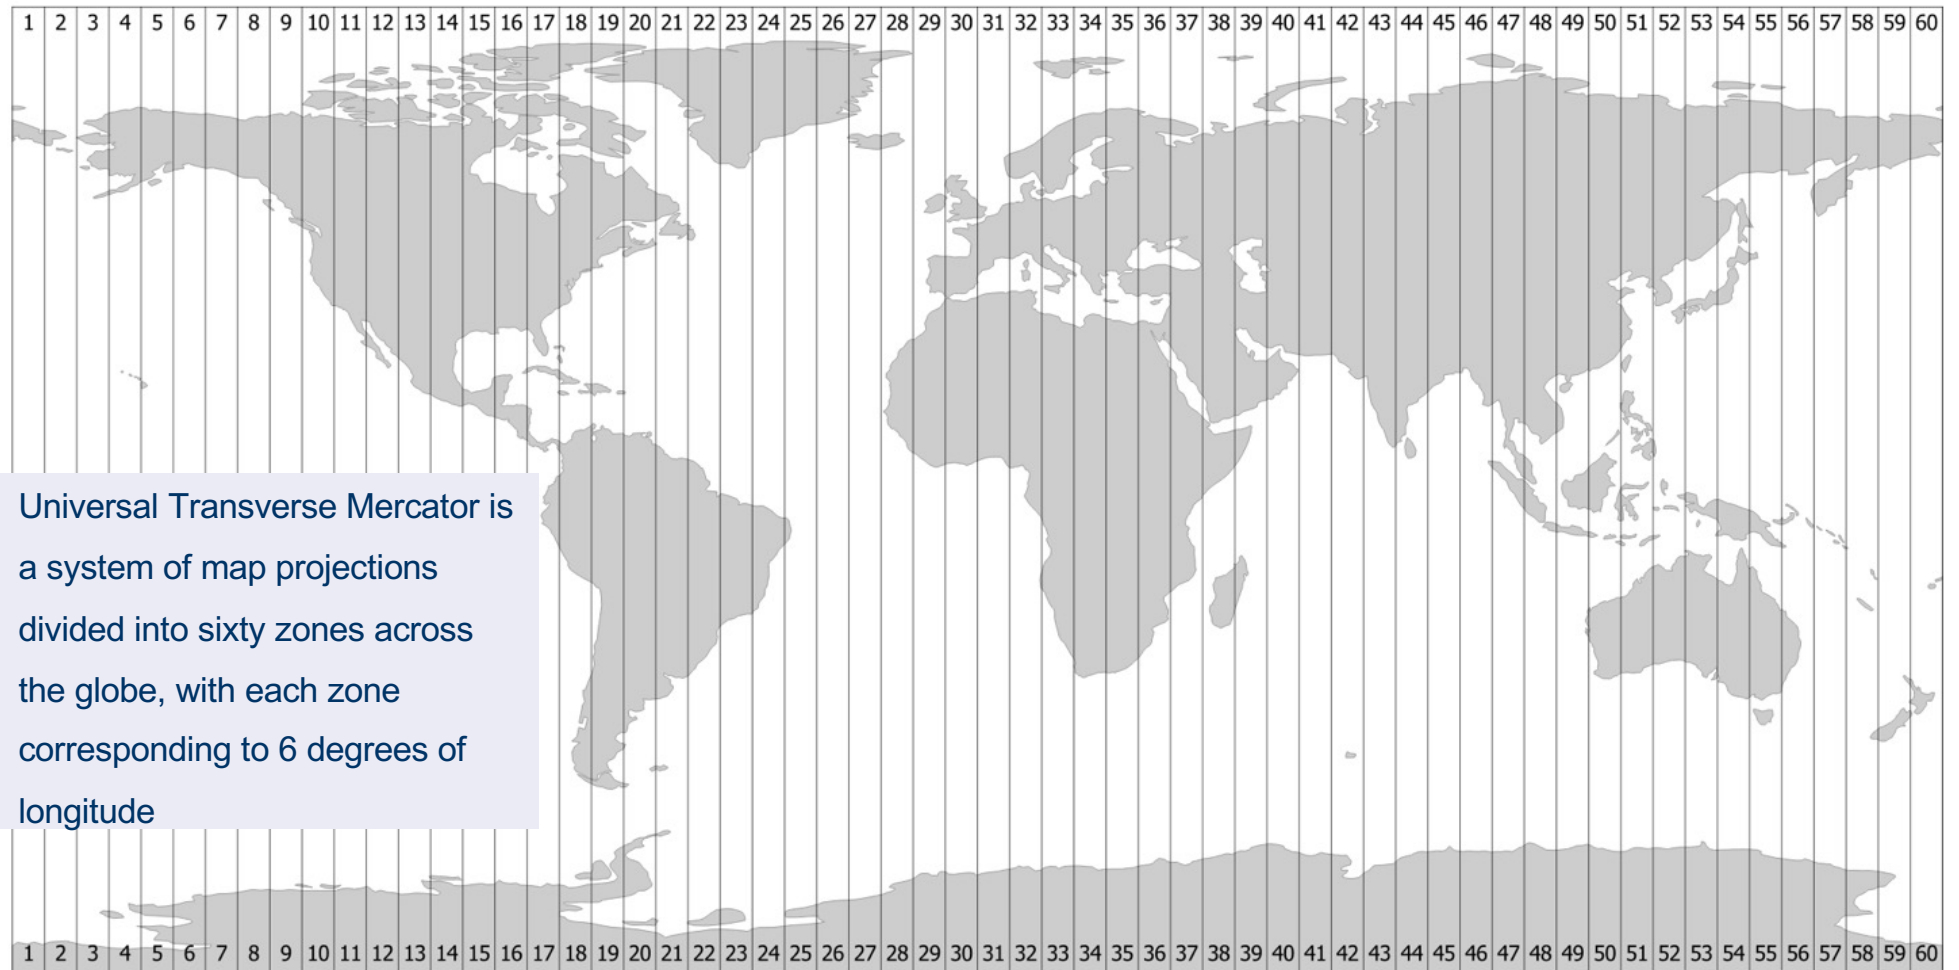 1 2 3 4 5 6 7 8 9 10 11 12 13 14 15 16 17 18 19 20 21 22 23 24 25 26 27 28 29 30 31 32 33 34 35 36 37 38 39 40 41 42 43 44 45 46 47 48 49 50 51 52 53 54 55 56 57 58 59 60
Universal Transverse Mercator is
a system of map projections
divided into sixty zones across
the globe, with each zone
corresponding to 6 degrees of
longitude
1 2 3 4 5 6 7 8 9 10 11 12 13 14 15 16 17 18 19 20 21 22 23 24 25 26 27 28 29 30 31 32 33 34 35 36 37 38 39 40 41 42 43 44 45 46 47 48 49 50 51 52 53 54 55 56 57 58 59 60